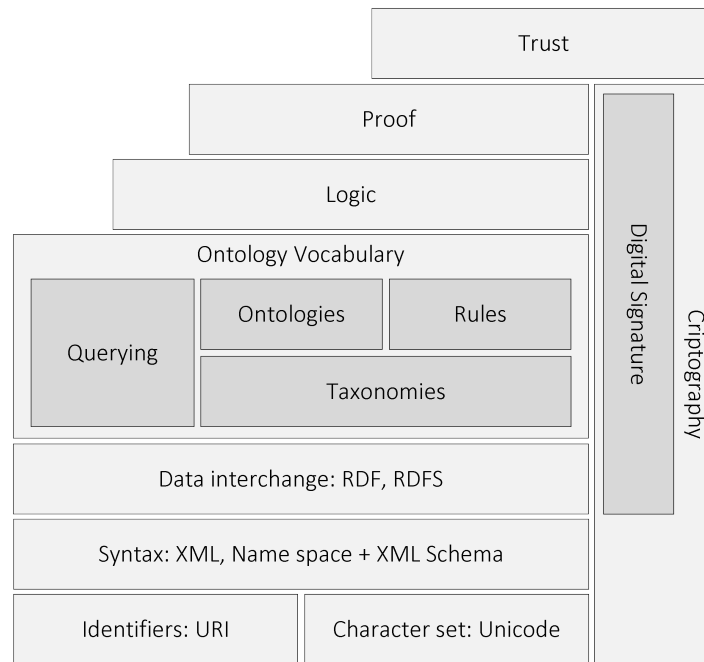 Trust
Proof
Logic
Ontology Vocabulary
Querying
Ontologies
Rules
Taxonomies
Data interchange: RDF, RDFS
Syntax: XML, Name space + XML Schema
Identifiers: URI
Character set: Unicode
Digital Signature
Criptography